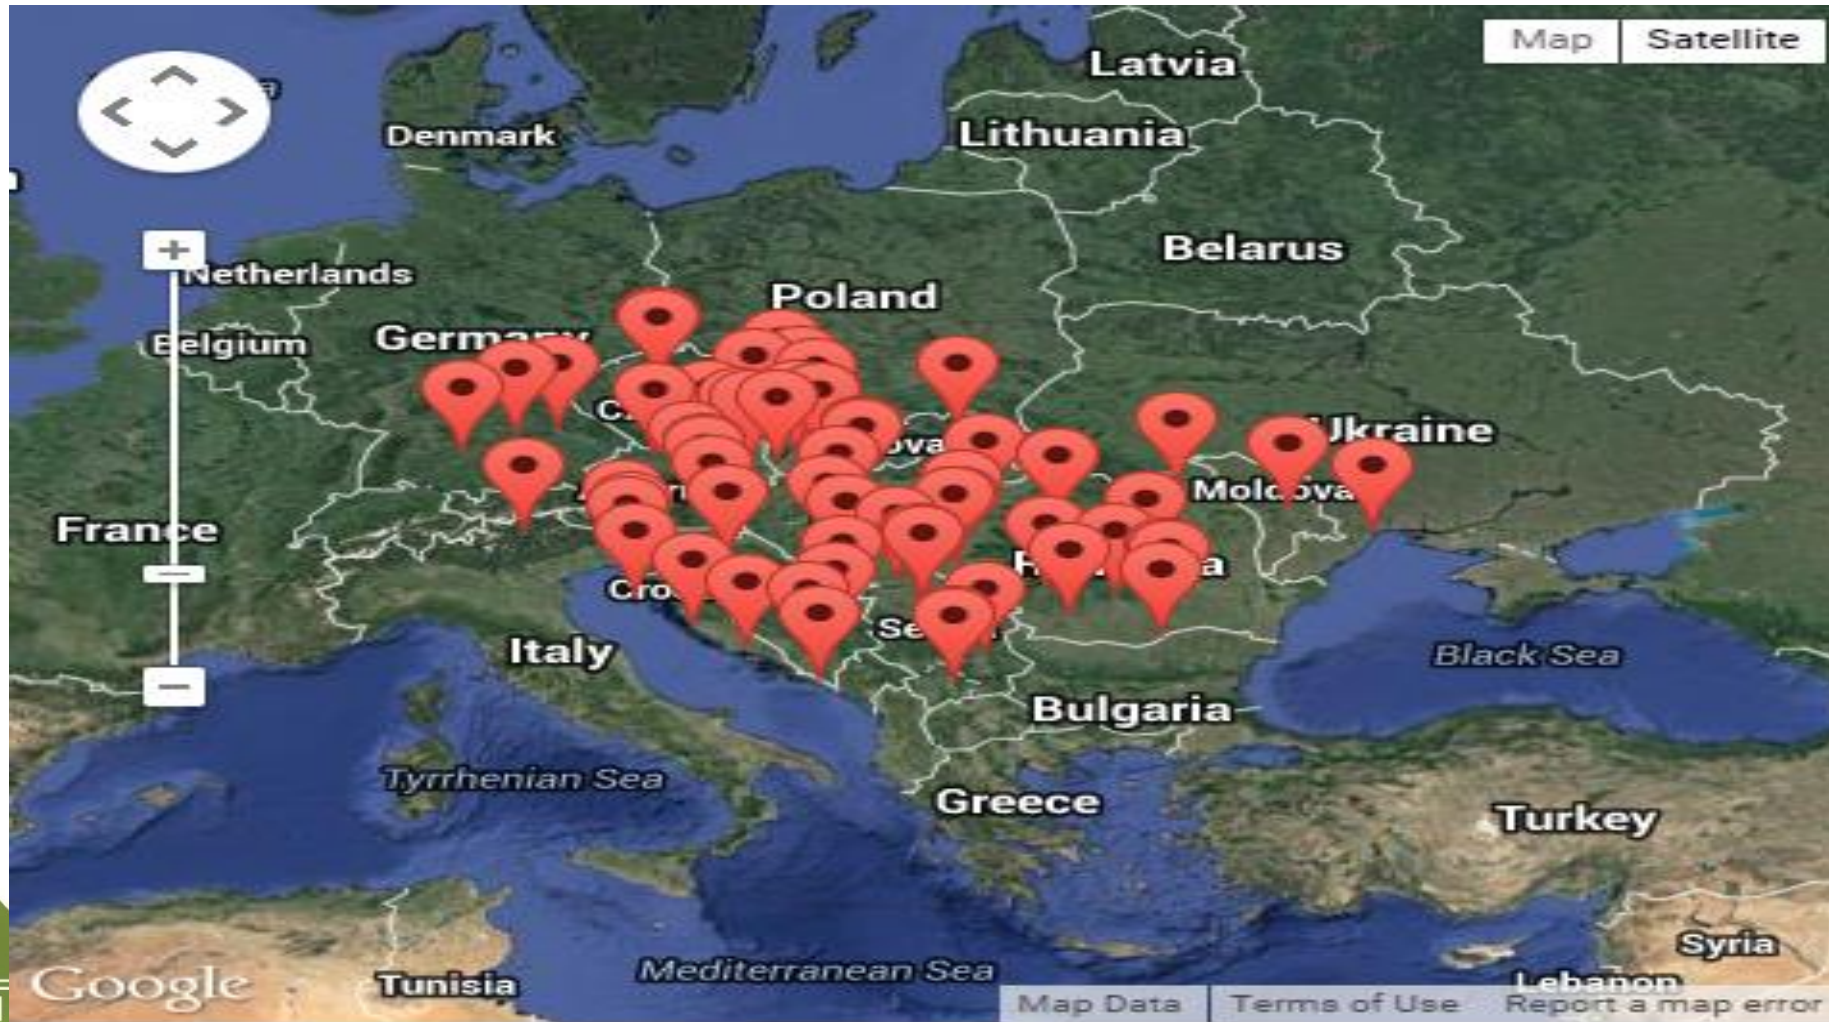 Map
Satellite
Latvia
Denmark
Lithuania
Belarus
Netherlands
Poland
Germany
Belgium
Ukraine
Moldova
France
Italy
Black Sea
Bulgaria
Tyrrhenian Sea
Greece
Turkey
Syria
Mediterranean Sea
Tunisia
Lebanon
Google
Map Data
Terms of Use
Report a map error